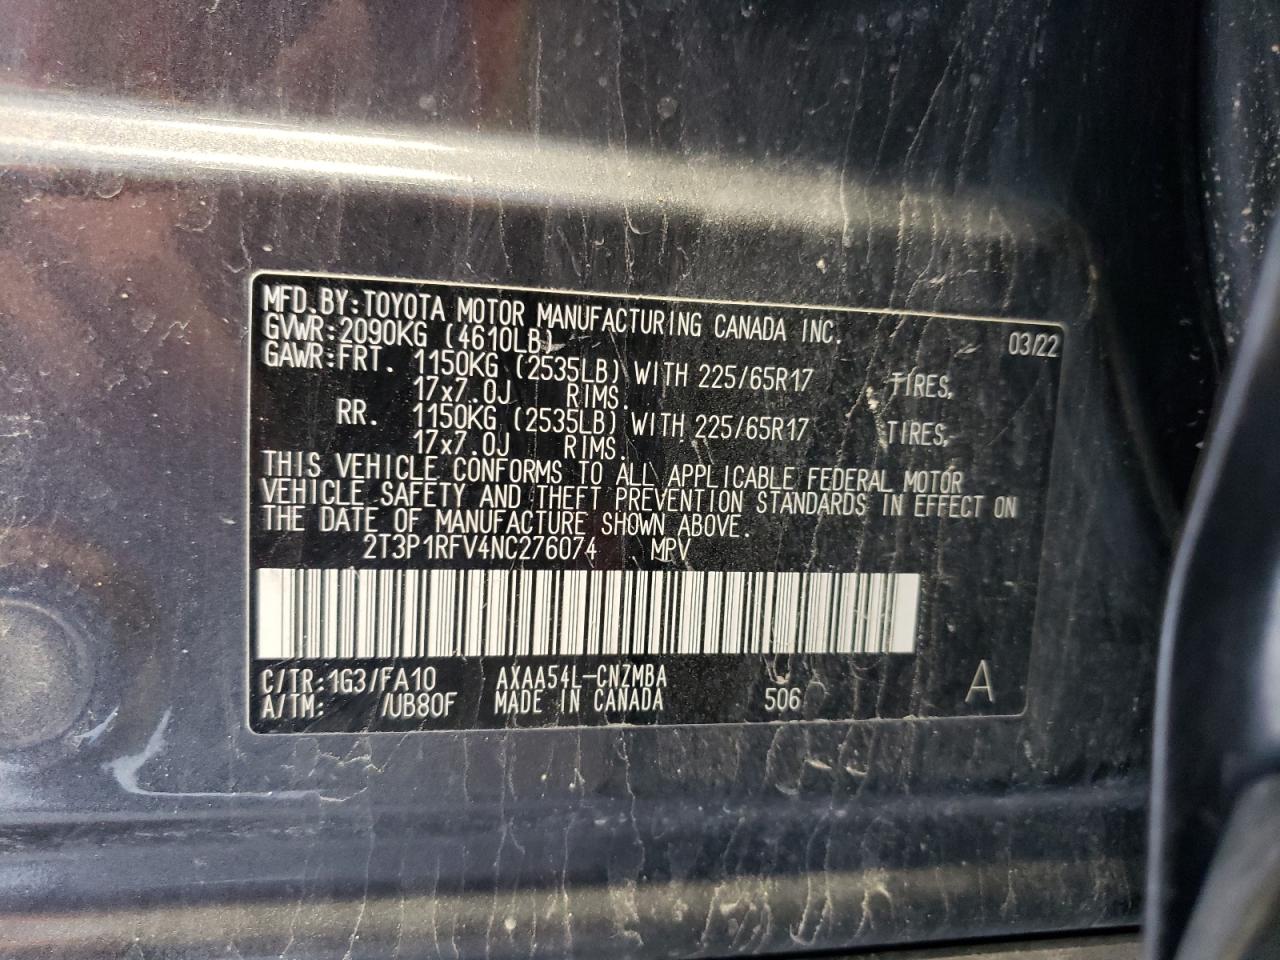 MFD.BY:TOYOTA MOTOR MANUFACTURING CANADA INC. 03/22
GVWR:2090KG (4610LB)
GAWR:FRT. 1150KG (2535LB) WITH 225/65R17 TIRES,
17x7.0J RIMS.
RR. 1150KG (2535LB) WITH 225/65R17 TIRES,
17x7.0J RIMS.
THIS VEHICLE CONFORMS TO ALL APPLICABLE FEDERAL MOTOR
VEHICLE SAFETY AND THEFT PREVENTION STANDARDS IN EFFECT ON
THE DATE OF MANUFACTURE SHOWN ABOVE.
2T3P1RFV4NC276074 MPV
C/TR:1G3/FA10 AXAA54L-CNZMBA
A/TM: /UB80F MADE IN CANADA 506 A